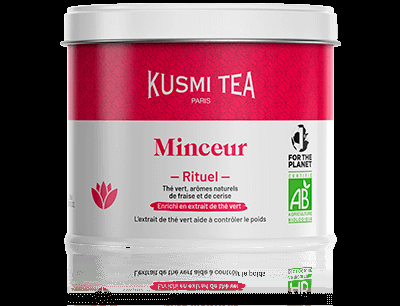 KUSMI TEA
PARIS
Minceur
— Rituel —
Thé vert, arômes naturels
de fraise et de cerise
Enrichi en extrait de thé vert
L'extrait de thé vert aide à contrôler le poids
FOR THE
PLANET
CERTIFIÉ
AB
AGRICULTURE
BIOLOGIQUE